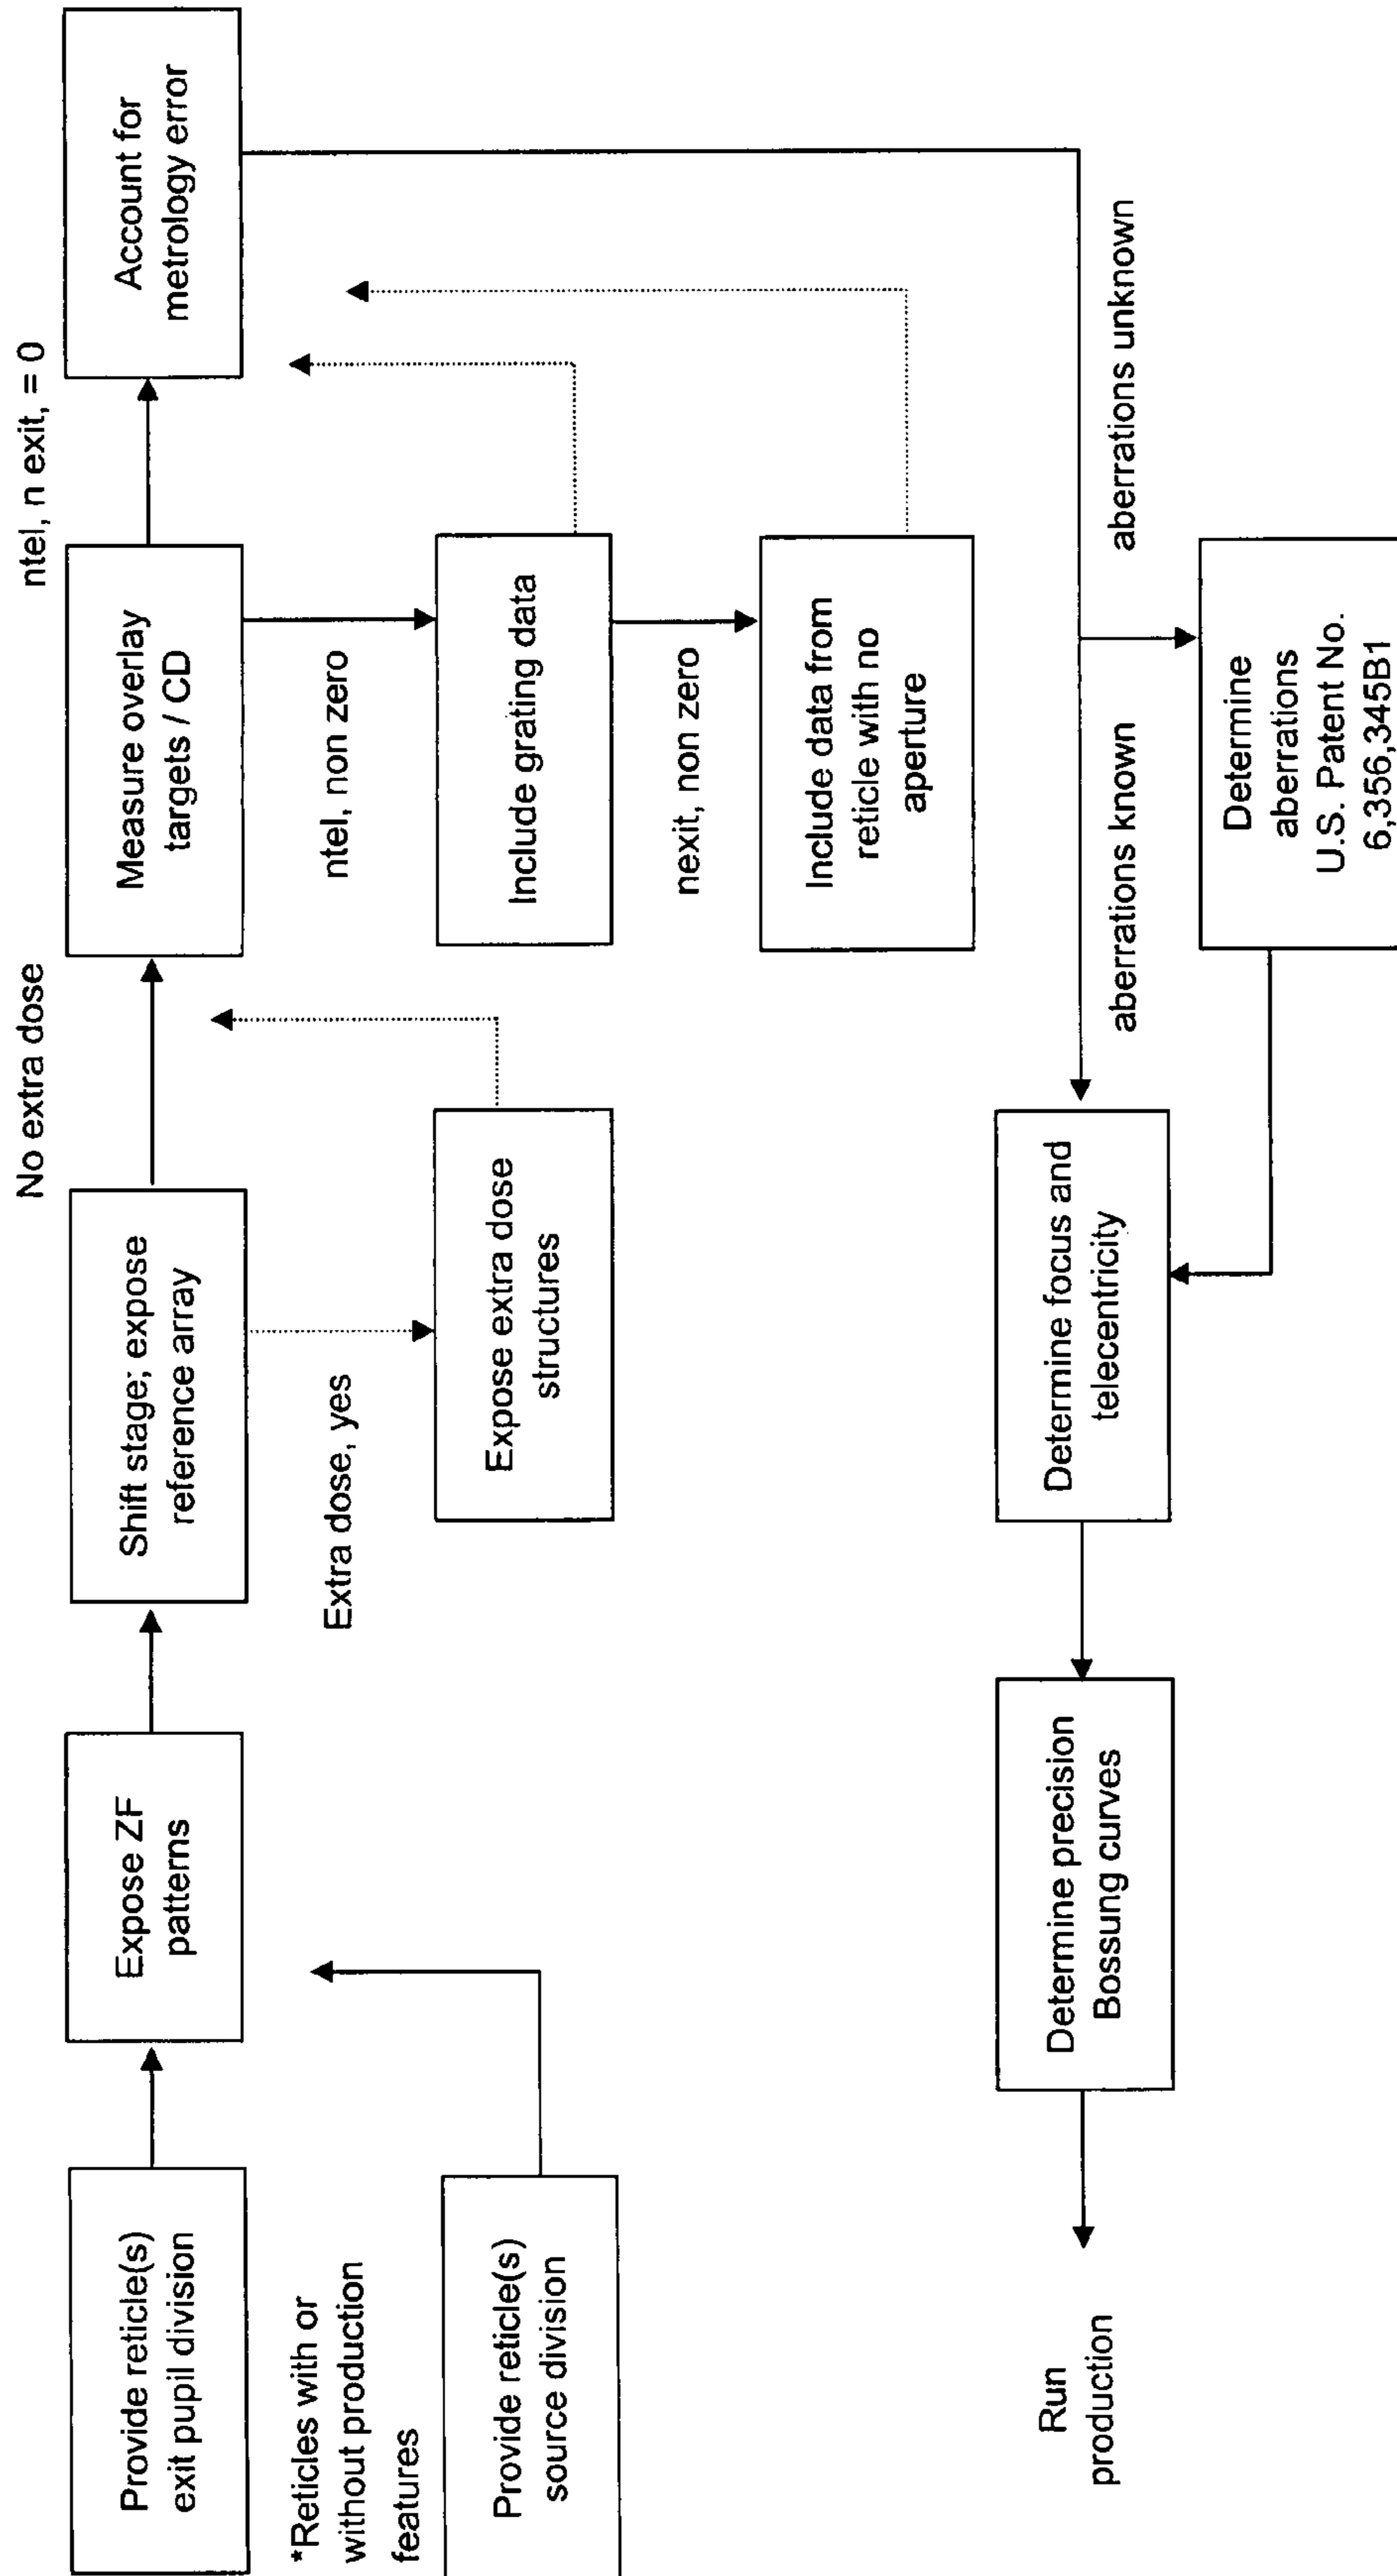 Provide reticle(s)
exit pupil division
*Reticles with or
without production
features
Provide reticle(s)
source division
Expose ZF
patterns
Shift stage; expose
reference array
Extra dose, yes
Expose extra dose
structures
No extra dose
Measure overlay
targets / CD
ntel, non zero
Include grating data
nexit, non zero
Include data from
reticle with no
aperture
ntel, n exit, = 0
Account for
metrology error
aberrations unknown
aberrations known
Determine
aberrations
U.S. Patent No.
6,356,345B1
Determine focus and
telecentricity
Determine precision
Bossung curves
Run
production